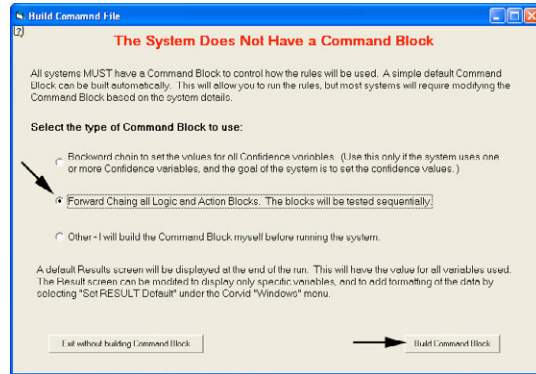 Build Comamnd File
The System Does Not Have a Command Block
All systems MUST have a Command Block to control how the rules will be used. A simple default Command
Block can be built automatically. This will allow you to run the rules, but most systems will require modifying the
Command Block based on the system details.
Select the type of Command Block to use:
Backword chain to set the values for all Confidence variables. (Use this only if the system uses one
or more Confidence variables, and the goal of the system is to set the confidence values.)
Forward Chaing all Logic and Action Blocks. The blocks will be tested sequentially.
Other - I will build the Command Block myself before running the system.
A default Results screen will be displayed at the end of the run. This will have the value for all variables used.
The Result screen can be modited to display only specific variables, and to add formatting of the data by
selecting "Set RESULT Default" under the Corvid "Windows" menu.
Exit without building Command Block
Build Command Block